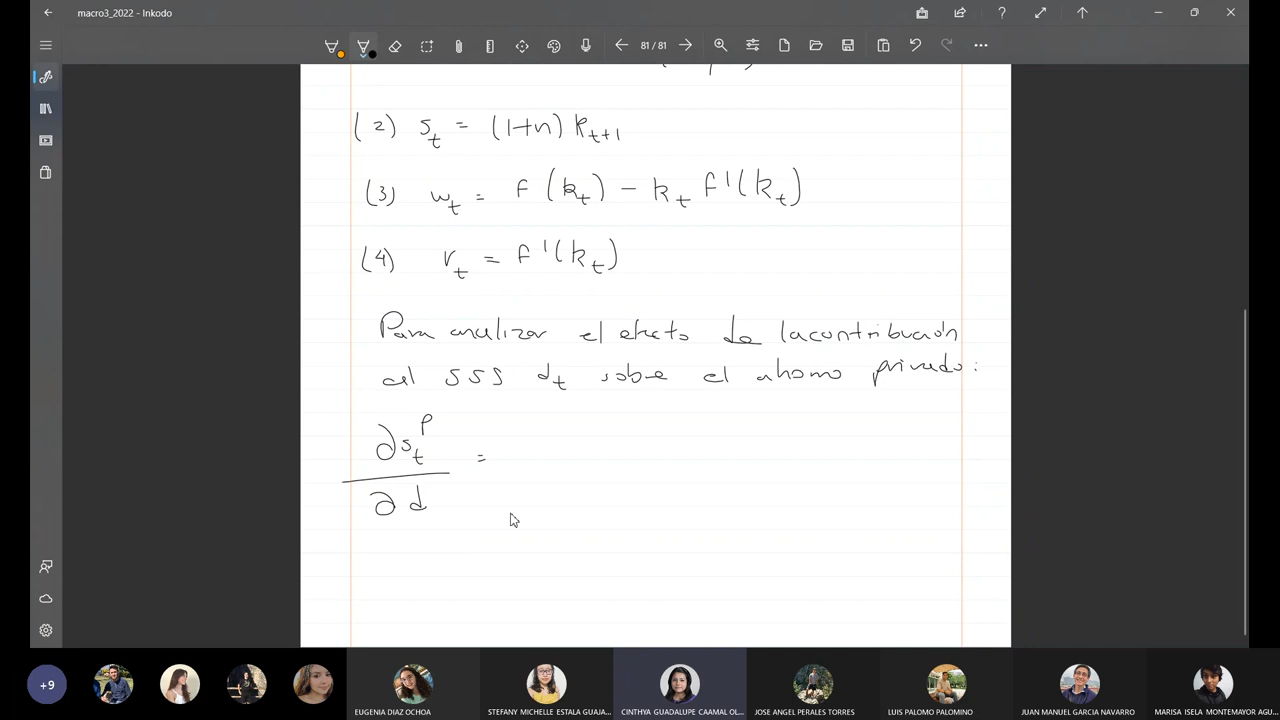 macro3_2022 - Inkodo
81 / 81
(2) s_t = (1+n) k_{t+1}
(3) w_t = f(k_t) - k_t f'(k_t)
(4) r_t = f'(k_t)
Para analizar el efecto de la contribución
al SSS d_t sobre el ahorro privado:
∂s_t^p
=
∂d
+9
EUGENIA DIAZ OCHOA
STEFANY MICHELLE ESTALA GUAJA...
CINTHYA GUADALUPE CAAMAL OL...
JOSE ANGEL PERALES TORRES
LUIS PALOMO PALOMINO
JUAN MANUEL GARCIA NAVARRO
MARISA ISELA MONTEMAYOR AGU...